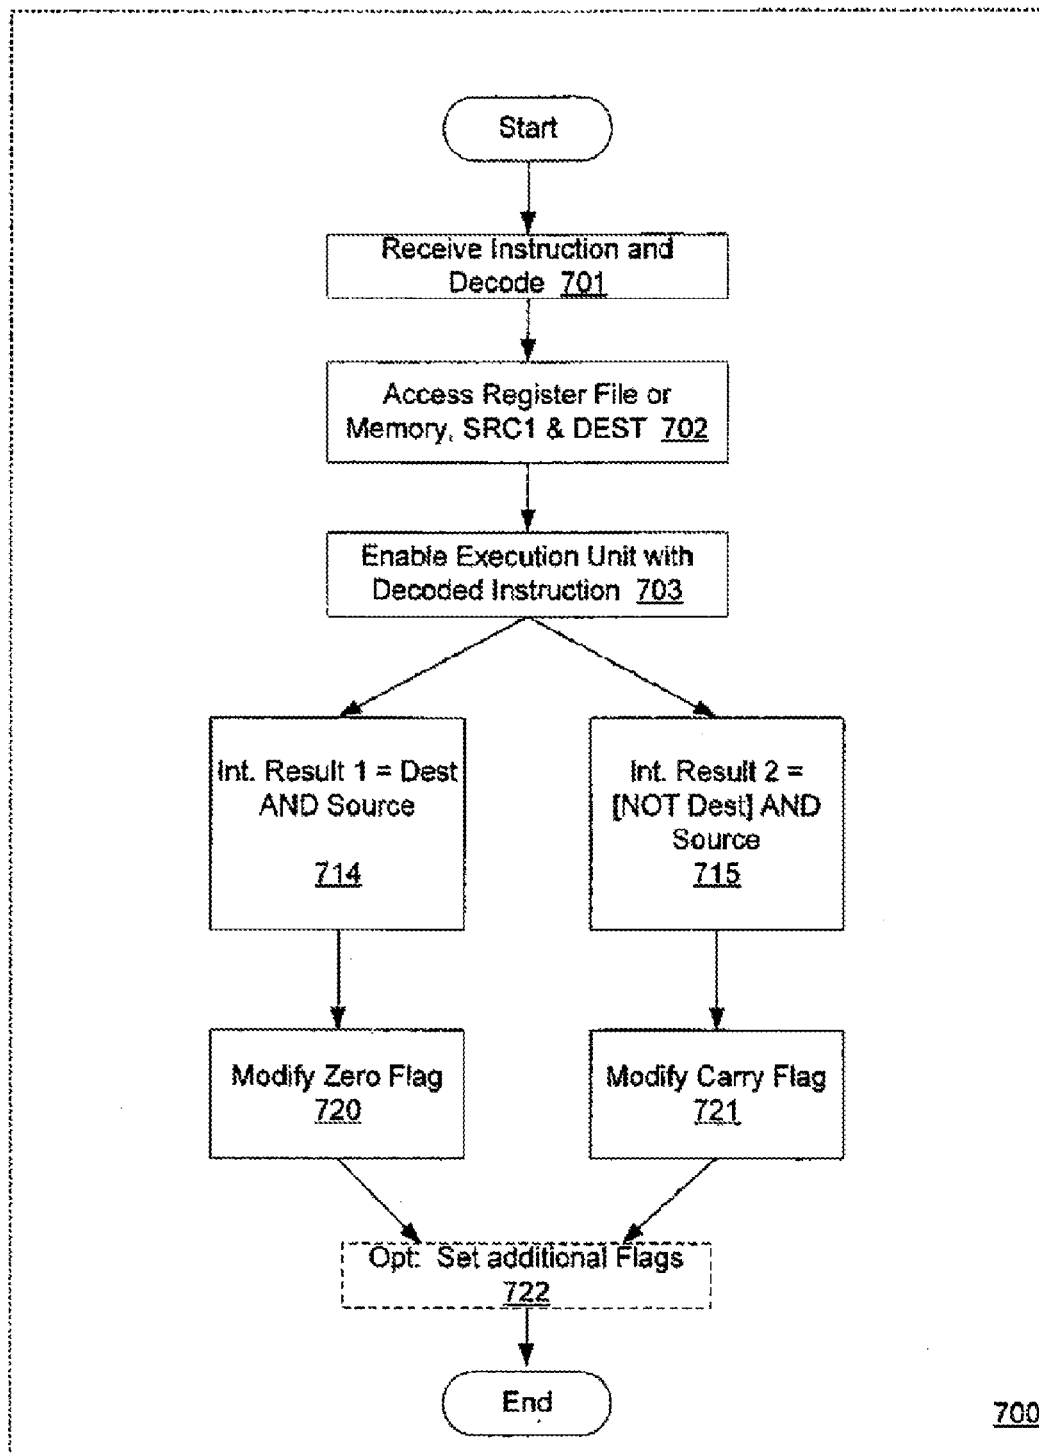 Start
Receive Instruction and
Decode 701
Access Register File or
Memory, SRC1 & DEST 702
Enable Execution Unit with
Decoded Instruction 703
Int. Result 1 = Dest
AND Source
714
Int. Result 2 =
[NOT Dest] AND
Source
715
Modify Zero Flag
720
Modify Carry Flag
721
Opt: Set additional Flags
722
End
700